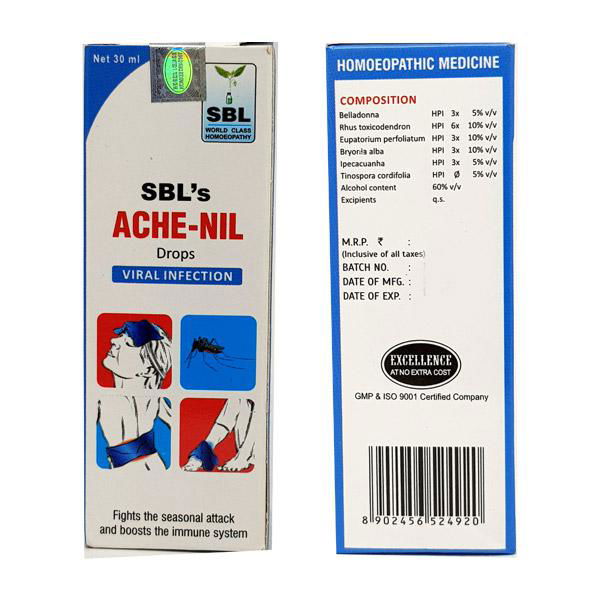 Net 30 ml
SBL
WORLD CLASS
HOMOEOPATHY
SBL's
ACHE-NIL
Drops
VIRAL INFECTION
Fights the seasonal attack
and boosts the immune system
HOMOEOPATHIC MEDICINE
COMPOSITION
Belladonna HPI 3x 5% v/v
Rhus toxicodendron HPI 6x 10% v/v
Eupatorium perfoliatum HPI 3x 10% v/v
Bryonia alba HPI 3x 10% v/v
Ipecacuanha HPI 3x 5% v/v
Tinospora cordifolia HPI Ø 5% v/v
Alcohol content 60% v/v
Excipients q.s.
M.R.P. ₹ :
(Inclusive of all taxes)
BATCH NO. :
DATE OF MFG. :
DATE OF EXP. :
EXCELLENCE
AT NO EXTRA COST
GMP & ISO 9001 Certified Company
8 902456 524920